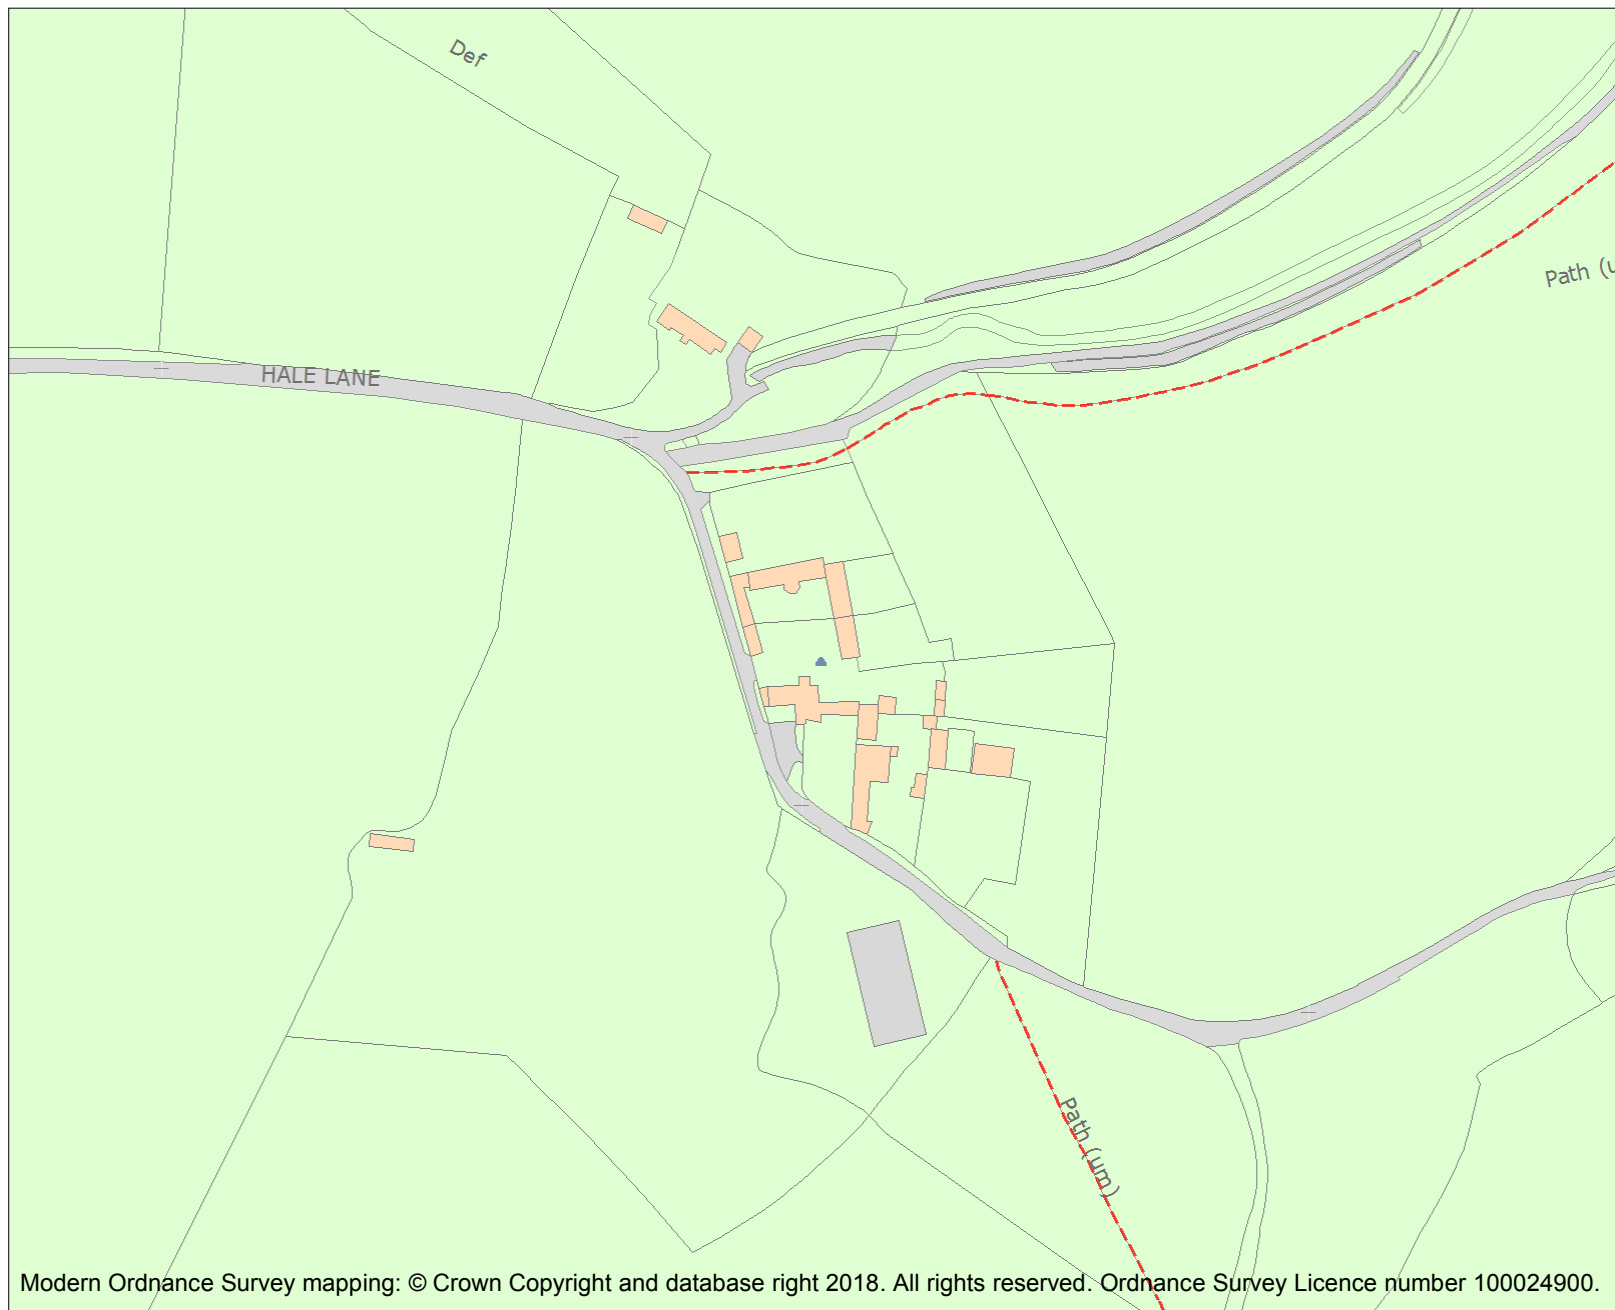 Def
Path (u
HALE LANE
Path (um)
Modern Ordnance Survey mapping: © Crown Copyright and database right 2018. All rights reserved. Ordnance Survey Licence number 100024900.